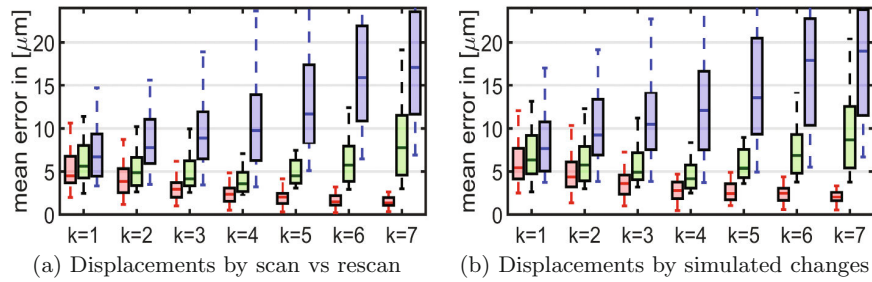 mean error in [μm]
20
15
10
5
0
k=1 k=2 k=3 k=4 k=5 k=6 k=7
(a) Displacements by scan vs rescan
mean error in [μm]
20
15
10
5
0
k=1 k=2 k=3 k=4 k=5 k=6 k=7
(b) Displacements by simulated changes